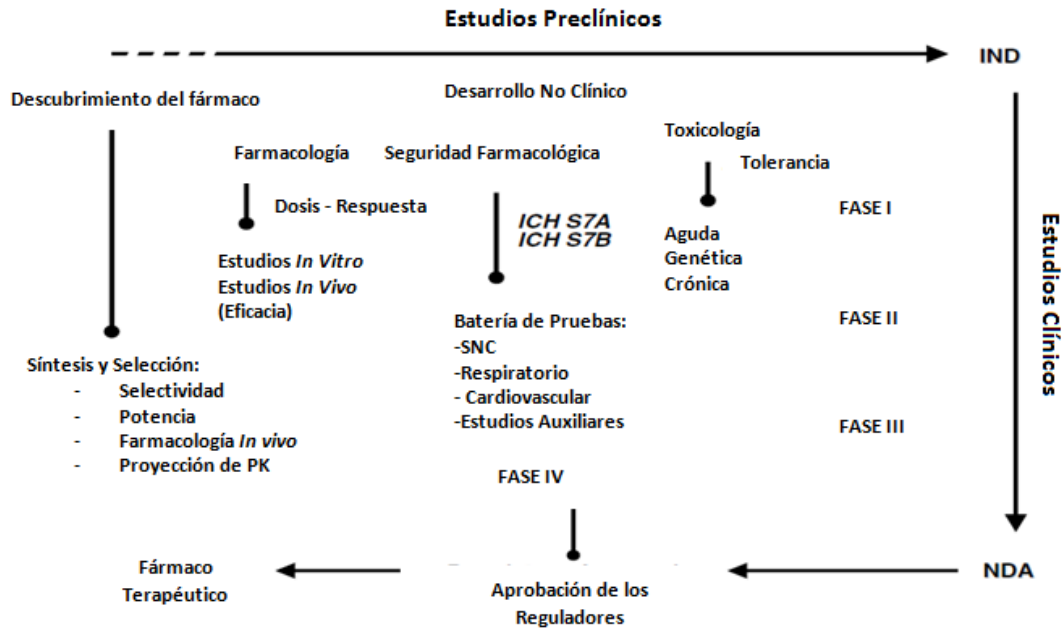 Estudios Preclínicos
IND
Descubrimiento del fármaco
Desarrollo No Clínico
Farmacología
Seguridad Farmacológica
Toxicología
Tolerancia
Dosis - Respuesta
ICH S7A
ICH S7B
FASE I
Estudios In Vitro
Estudios In Vivo
(Eficacia)
Aguda
Genética
Crónica
Estudios Clínicos
Batería de Pruebas:
-SNC
-Respiratorio
- Cardiovascular
-Estudios Auxiliares
FASE II
Síntesis y Selección:
- Selectividad
- Potencia
- Farmacología In vivo
- Proyección de PK
FASE III
FASE IV
Fármaco
Terapéutico
Aprobación de los
Reguladores
NDA